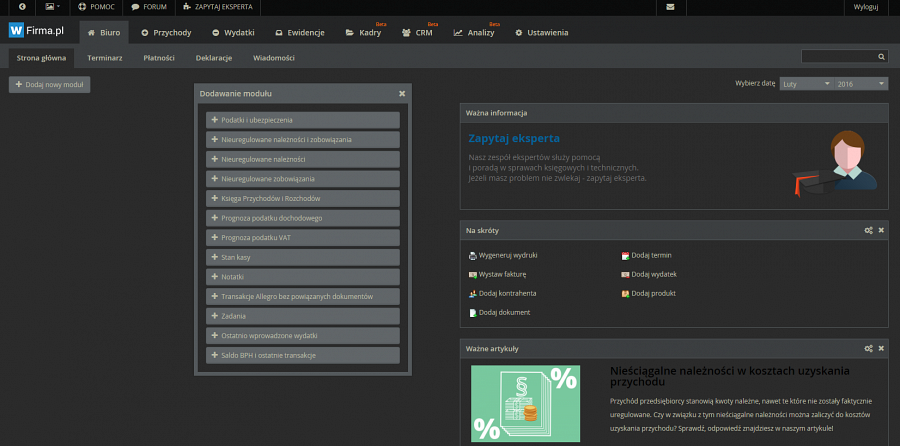 POMOC FORUM ZAPYTAJ EKSPERTA Wyloguj
W Firma.pl Biuro Przychody Wydatki Ewidencje Kadry Beta CRM Beta Analizy Beta Ustawienia
Strona główna Terminarz Płatności Deklaracje Wiadomości
Dodaj nowy moduł
Wybierz datę Luty 2016
Dodawanie modułu
Podatki i ubezpieczenia
Nieuregulowane należności i zobowiązania
Nieuregulowane należności
Nieuregulowane zobowiązania
Księga Przychodów i Rozchodów
Prognoza podatku dochodowego
Prognoza podatku VAT
Stan kasy
Notatki
Transakcje Allegro bez powiązanych dokumentów
Zadania
Ostatnio wprowadzone wydatki
Saldo BPH i ostatnie transakcje
Ważna informacja
Zapytaj eksperta
Nasz zespół ekspertów służy pomocą
i poradą w sprawach księgowych i technicznych.
Jeżeli masz problem nie zwlekaj - zapytaj eksperta.
Na skróty
Wygeneruj wydruki Dodaj termin
Wystaw fakturę Dodaj wydatek
Dodaj kontrahenta Dodaj produkt
Dodaj dokument
Ważne artykuły
§ % %
Nieściągalne należności w kosztach uzyskania
przychodu
Przychód przedsiębiorcy stanowią kwoty należne, nawet te które nie zostały faktycznie
uregulowane. Czy w związku z tym nieściągalne należności można zaliczyć do kosztów
uzyskania przychodu? Sprawdź, odpowiedź znajdziesz w naszym artykule!